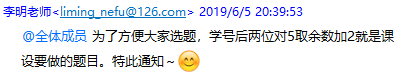 李明老师<liming_nefu@126.com> 2019/6/5 20:39:53
@全体成员 为了方便大家选题，学号后两位对5取余数加2就是课
设要做的题目。特此通知～